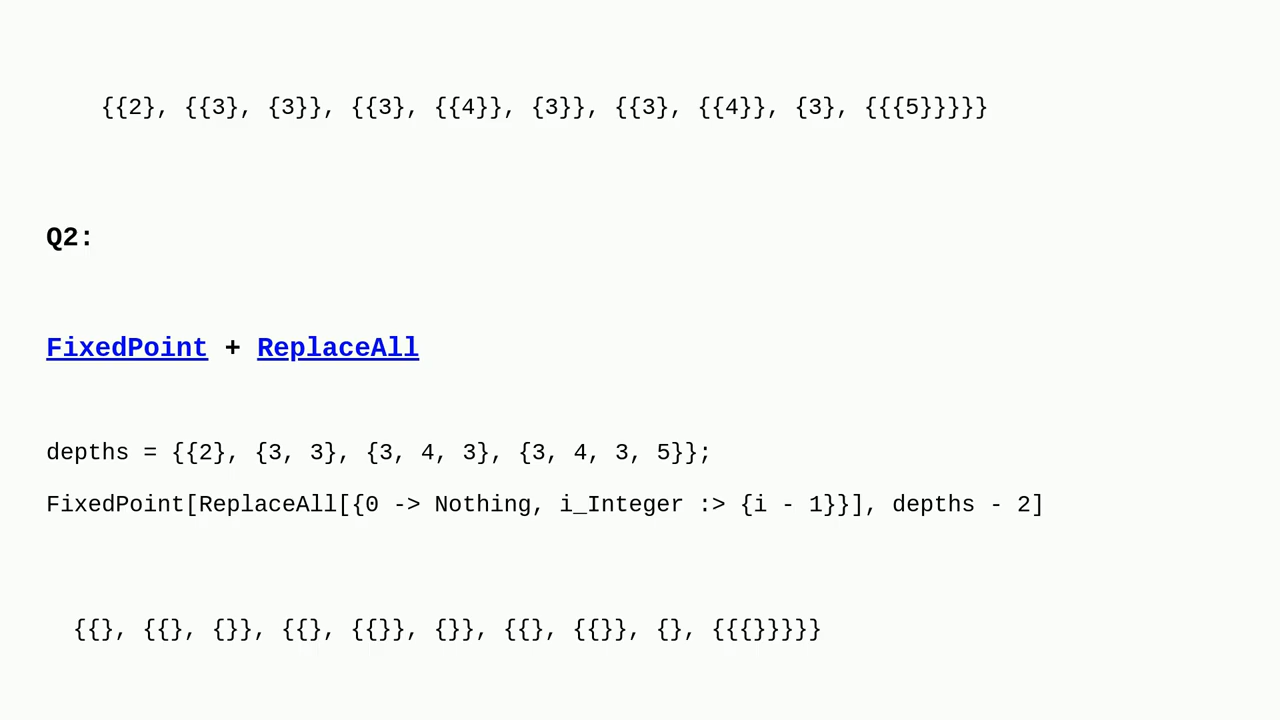 {{2}, {{3}, {3}}, {{3}, {{4}}, {3}}, {{3}, {{4}}, {3}, {{{5}}}}}
Q2:
FixedPoint + ReplaceAll
depths = {{2}, {3, 3}, {3, 4, 3}, {3, 4, 3, 5}};
FixedPoint[ReplaceAll[{0 -> Nothing, i_Integer :> {i - 1}}], depths - 2]
{{}, {{}, {}}, {{}, {{}}, {}}, {{}, {{}}, {}, {{{}}}}}